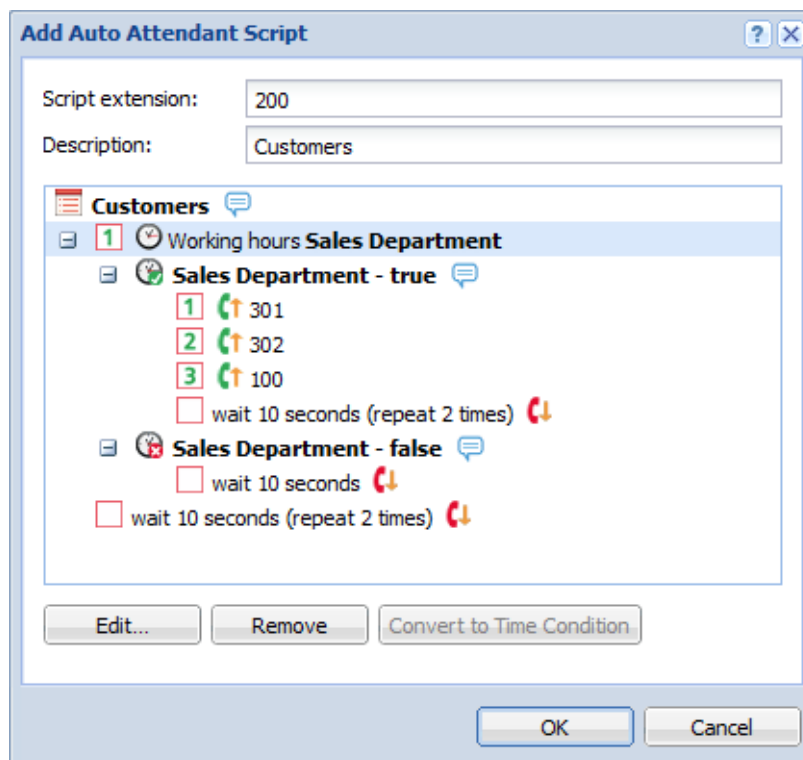 Add Auto Attendant Script
Script extension: 200
Description: Customers
Customers
1 Working hours Sales Department
Sales Department - true
1 301
2 302
3 100
wait 10 seconds (repeat 2 times)
Sales Department - false
wait 10 seconds
wait 10 seconds (repeat 2 times)
Edit... Remove Convert to Time Condition
OK Cancel